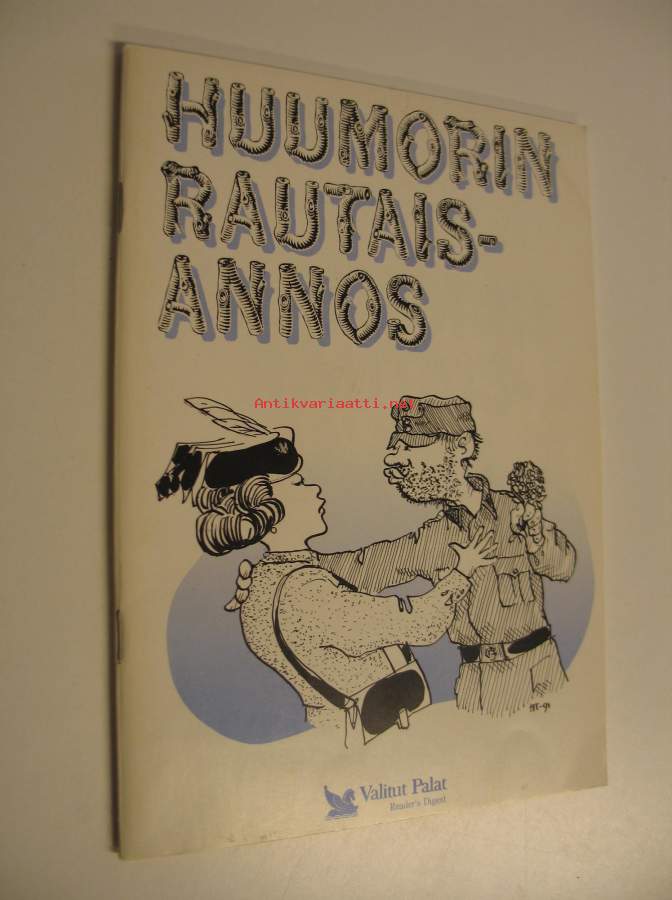 HUUMORIN
RAUTAIS-
ANNOS
Antikvariaatti.net
Valitut Palat
Reader's Digest